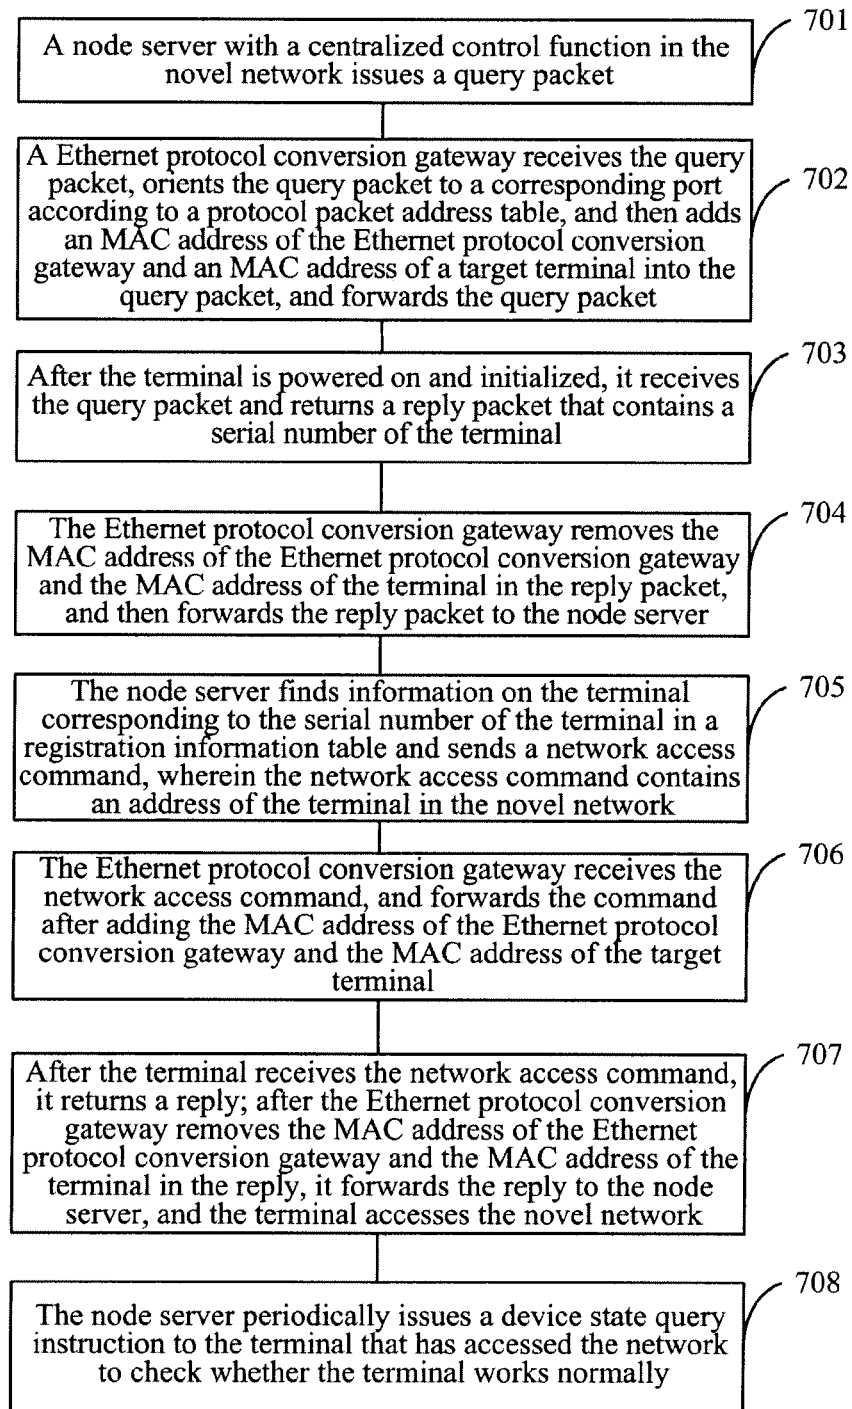 701
A node server with a centralized control function in the
novel network issues a query packet
702
A Ethernet protocol conversion gateway receives the query
packet, orients the query packet to a corresponding port
according to a protocol packet address table, and then adds
an MAC address of the Ethernet protocol conversion
gateway and an MAC address of a target terminal into the
query packet, and forwards the query packet
703
After the terminal is powered on and initialized, it receives
the query packet and returns a reply packet that contains a
serial number of the terminal
704
The Ethernet protocol conversion gateway removes the
MAC address of the Ethernet protocol conversion gateway
and the MAC address of the terminal in the reply packet,
and then forwards the reply packet to the node server
705
The node server finds information on the terminal
corresponding to the serial number of the terminal in a
registration information table and sends a network access
command, wherein the network access command contains
an address of the terminal in the novel network
706
The Ethernet protocol conversion gateway receives the
network access command, and forwards the command
after adding the MAC address of the Ethernet protocol
conversion gateway and the MAC address of the target
terminal
707
After the terminal receives the network access command,
it returns a reply; after the Ethernet protocol conversion
gateway removes the MAC address of the Ethernet
protocol conversion gateway and the MAC address of the
terminal in the reply, it forwards the reply to the node
server, and the terminal accesses the novel network
708
The node server periodically issues a device state query
instruction to the terminal that has accessed the network
to check whether the terminal works normally